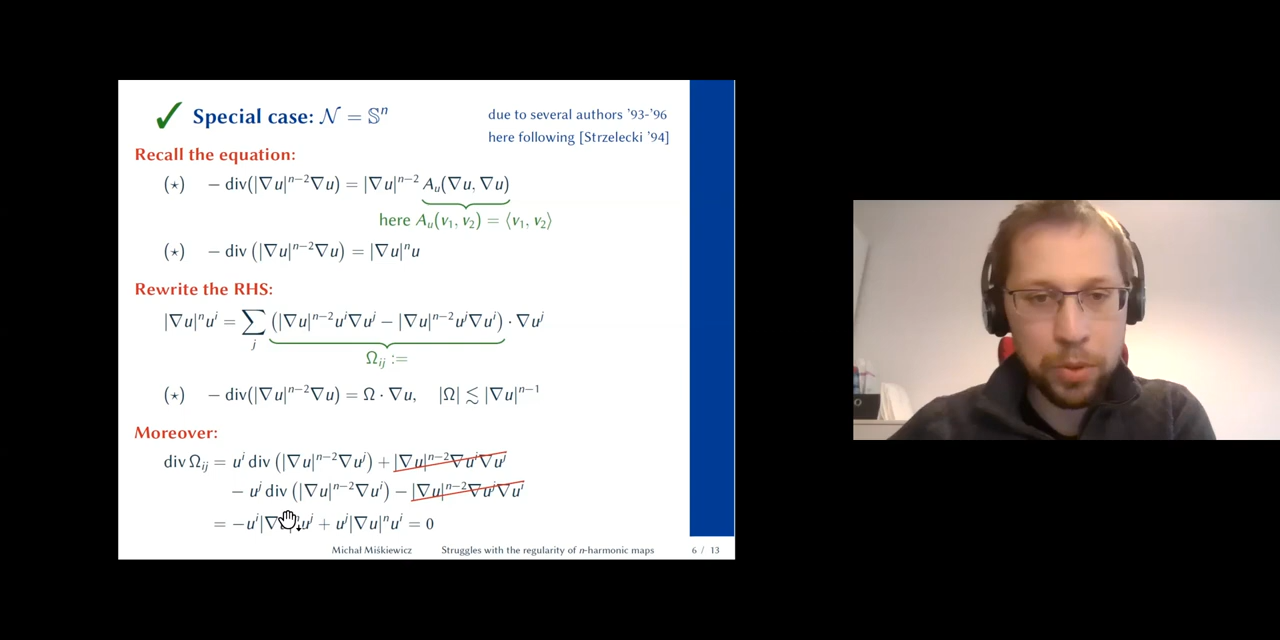 ✓ Special case: 𝒩 = 𝕊ⁿ
due to several authors '93-'96
here following [Strzelecki '94]
Recall the equation:
(⋆) − div(|∇u|ⁿ⁻²∇u) = |∇u|ⁿ⁻² Aᵤ(∇u, ∇u)
here Aᵤ(v₁, v₂) = ⟨v₁, v₂⟩
(⋆) − div (|∇u|ⁿ⁻²∇u) = |∇u|ⁿu
Rewrite the RHS:
|∇u|ⁿuⁱ = ∑ⱼ (|∇u|ⁿ⁻²uⁱ∇uʲ − |∇u|ⁿ⁻²uʲ∇uⁱ) · ∇uʲ
Ωᵢⱼ :=
(⋆) − div(|∇u|ⁿ⁻²∇u) = Ω · ∇u, |Ω| ≲ |∇u|ⁿ⁻¹
Moreover:
div Ωᵢⱼ = uⁱ div (|∇u|ⁿ⁻²∇uʲ) + |∇u|ⁿ⁻²∇uⁱ∇uʲ
− uʲ div (|∇u|ⁿ⁻²∇uⁱ) − |∇u|ⁿ⁻²∇uʲ∇uⁱ
= −uⁱ|∇ uʲ + uʲ|∇u|ⁿuⁱ = 0
Michał Miśkiewicz Struggles with the regularity of n-harmonic maps 6 / 13